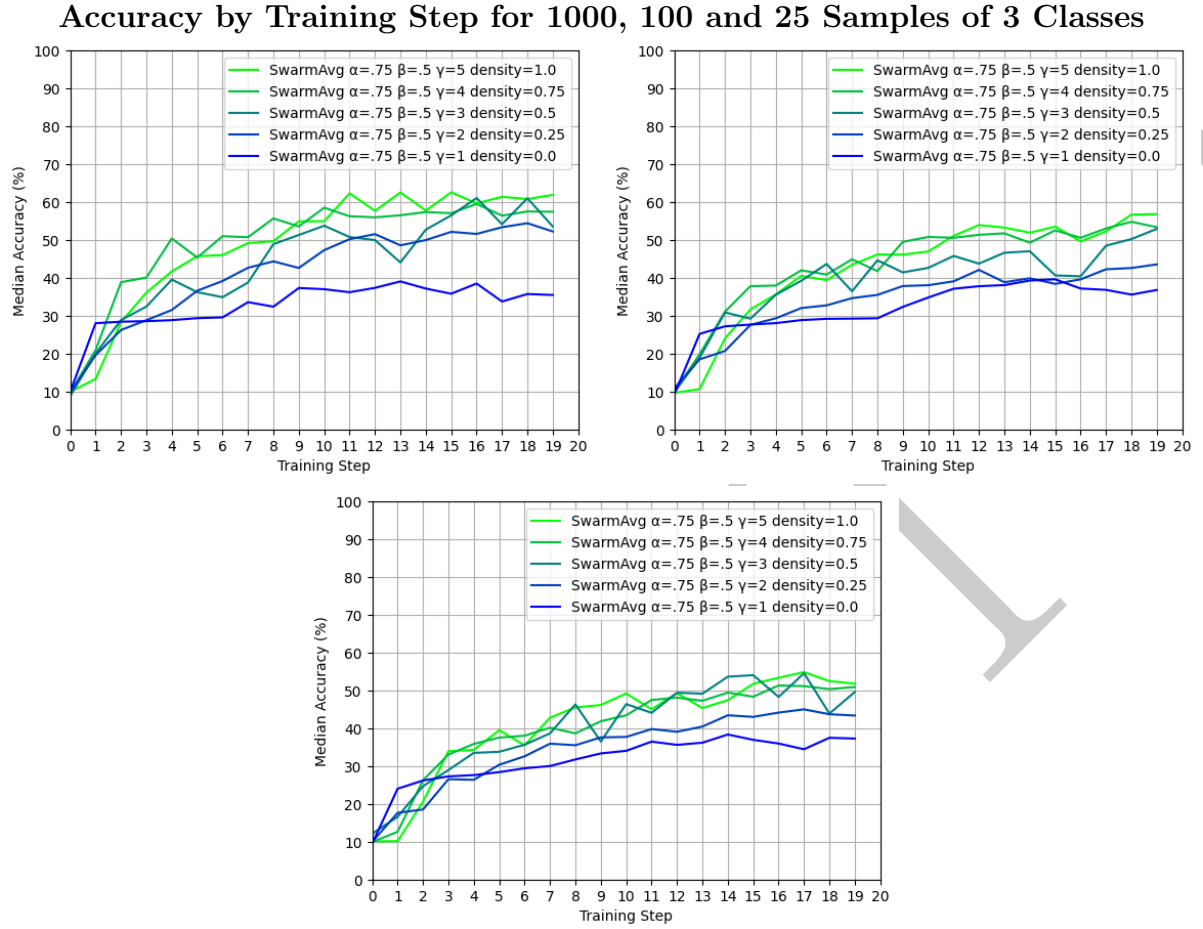 Accuracy by Training Step for 1000, 100 and 25 Samples of 3 Classes
100
90
80
70
60
50
40
30
20
10
0
Median Accuracy (%)
SwarmAvg α=.75 β=.5 γ=5 density=1.0
SwarmAvg α=.75 β=.5 γ=4 density=0.75
SwarmAvg α=.75 β=.5 γ=3 density=0.5
SwarmAvg α=.75 β=.5 γ=2 density=0.25
SwarmAvg α=.75 β=.5 γ=1 density=0.0
0 1 2 3 4 5 6 7 8 9 10 11 12 13 14 15 16 17 18 19 20
Training Step
100
90
80
70
60
50
40
30
20
10
0
Median Accuracy (%)
SwarmAvg α=.75 β=.5 γ=5 density=1.0
SwarmAvg α=.75 β=.5 γ=4 density=0.75
SwarmAvg α=.75 β=.5 γ=3 density=0.5
SwarmAvg α=.75 β=.5 γ=2 density=0.25
SwarmAvg α=.75 β=.5 γ=1 density=0.0
0 1 2 3 4 5 6 7 8 9 10 11 12 13 14 15 16 17 18 19 20
Training Step
100
90
80
70
60
50
40
30
20
10
0
Median Accuracy (%)
SwarmAvg α=.75 β=.5 γ=5 density=1.0
SwarmAvg α=.75 β=.5 γ=4 density=0.75
SwarmAvg α=.75 β=.5 γ=3 density=0.5
SwarmAvg α=.75 β=.5 γ=2 density=0.25
SwarmAvg α=.75 β=.5 γ=1 density=0.0
0 1 2 3 4 5 6 7 8 9 10 11 12 13 14 15 16 17 18 19 20
Training Step